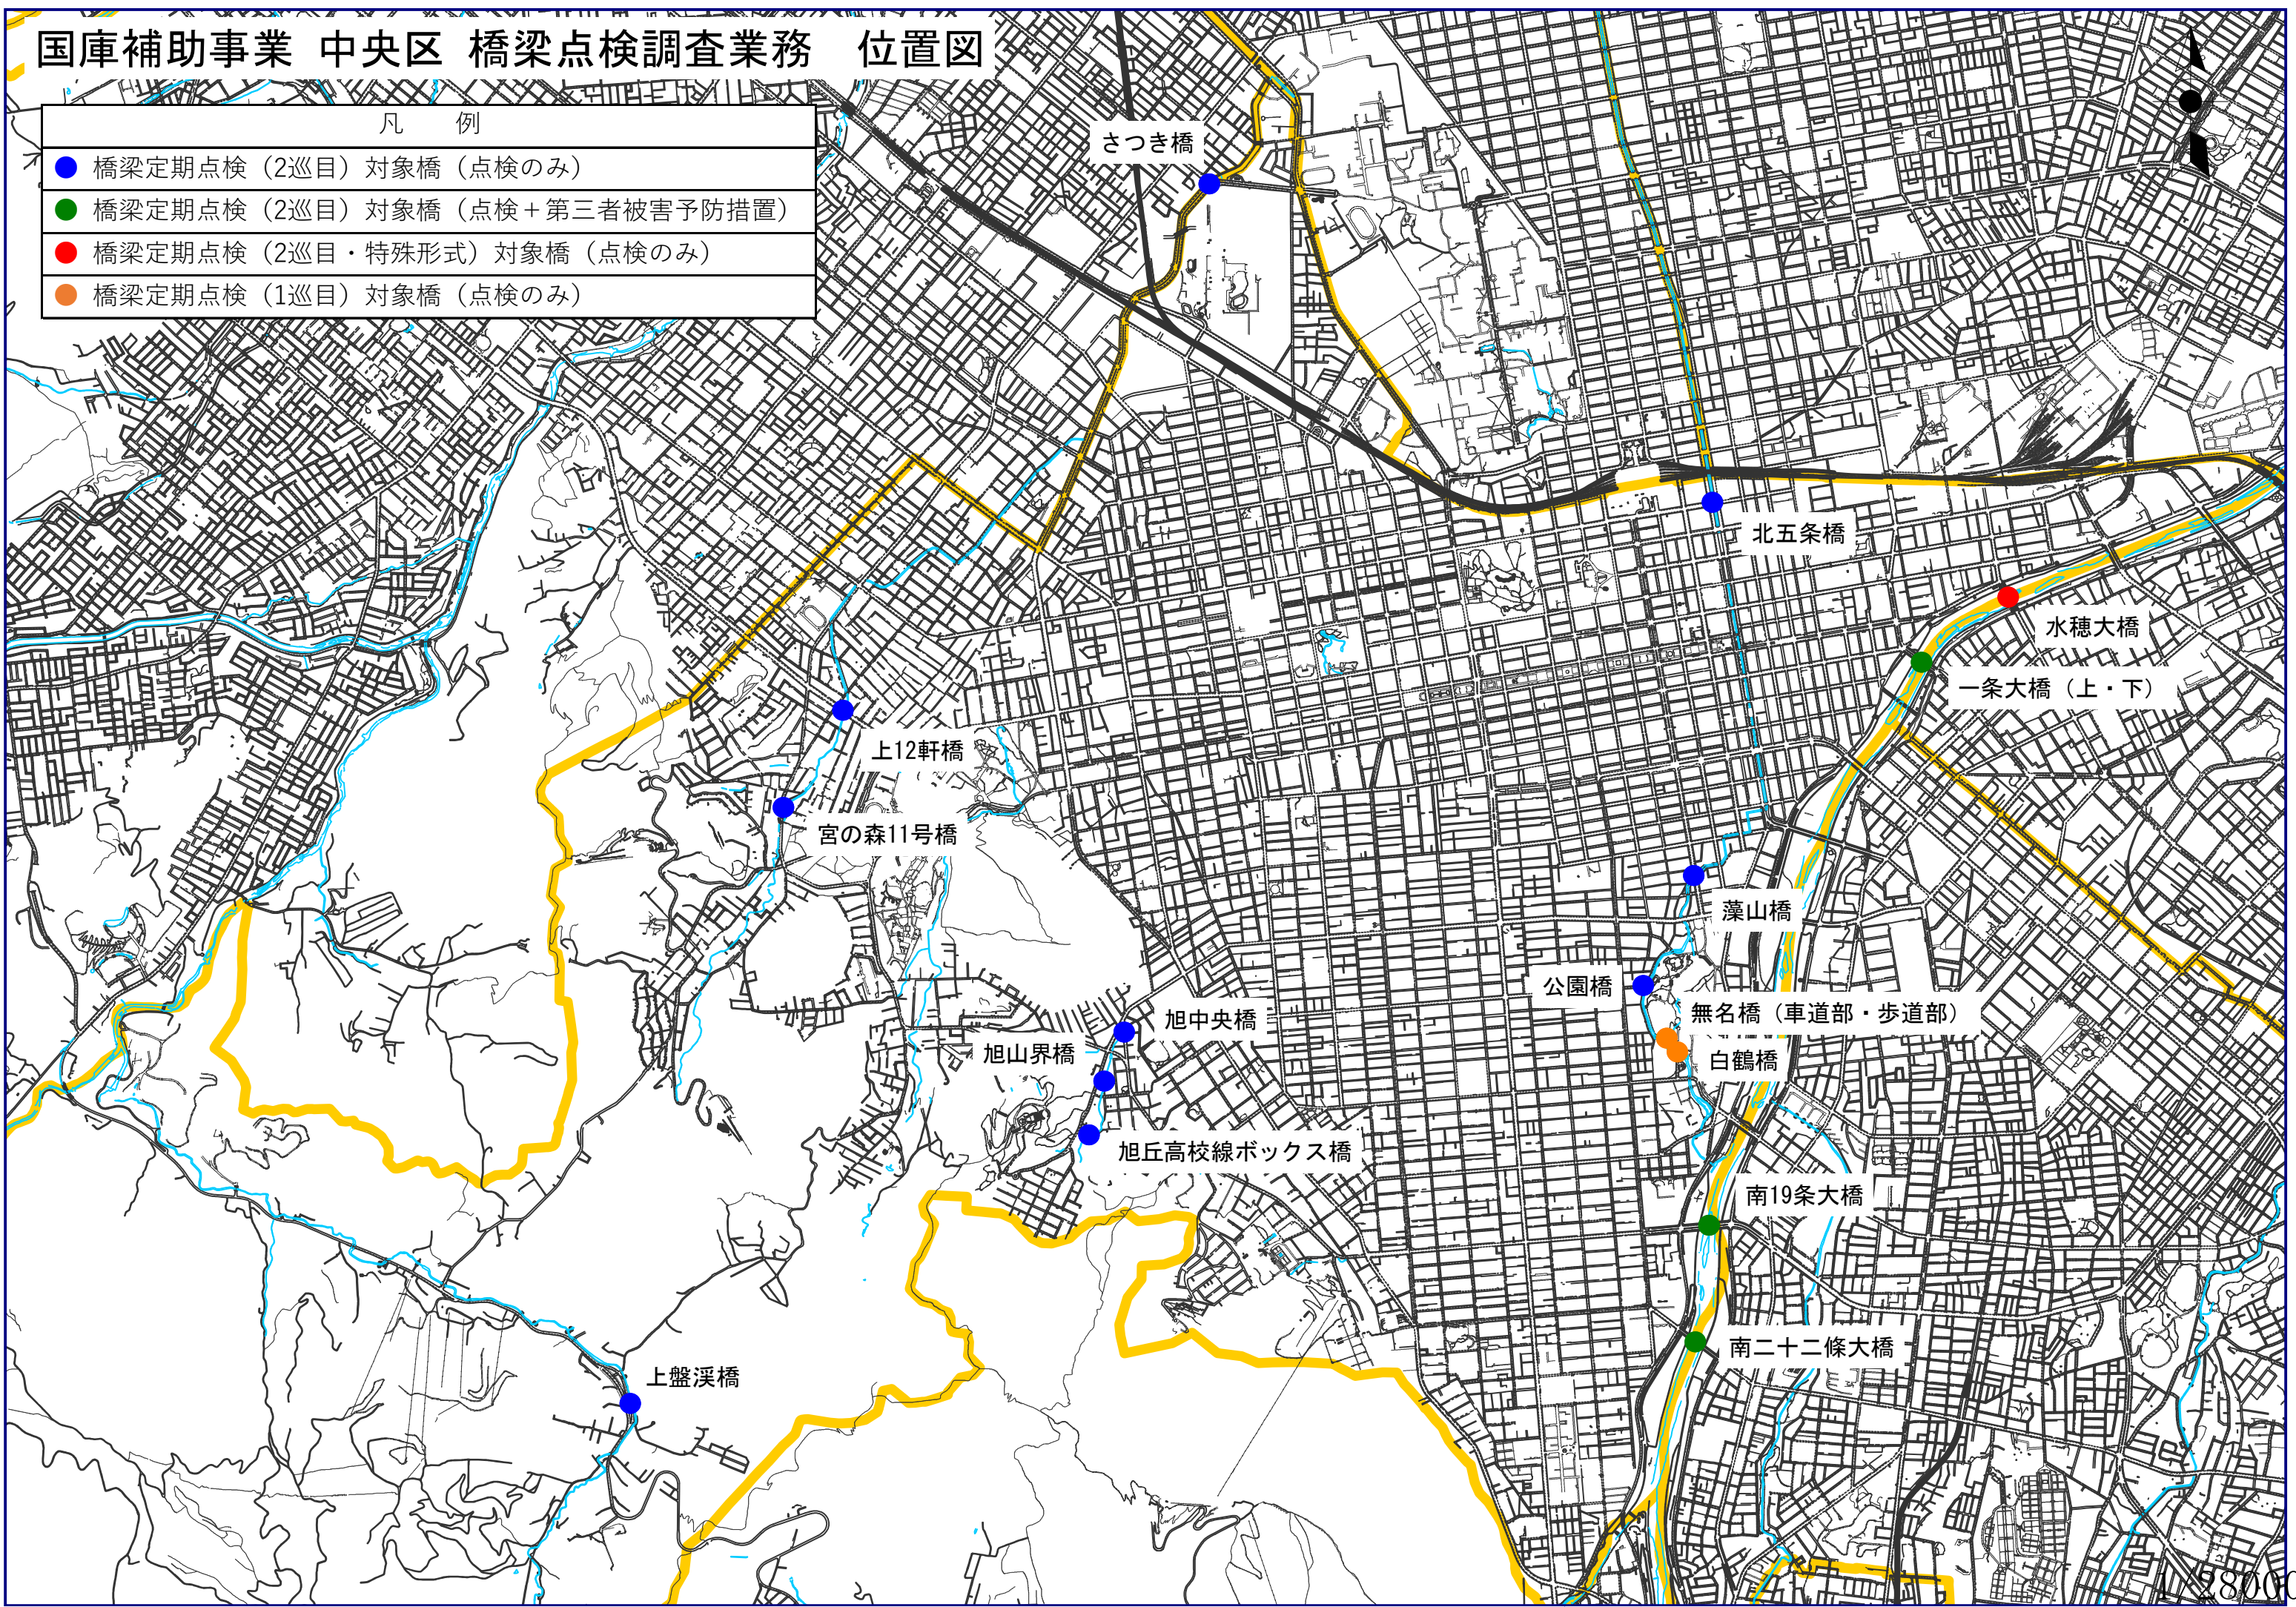 国庫補助事業 中央区 橋梁点検調査業務　位置図
凡　例
橋梁定期点検（2巡目）対象橋（点検のみ）
橋梁定期点検（2巡目）対象橋（点検＋第三者被害予防措置）
橋梁定期点検（2巡目・特殊形式）対象橋（点検のみ）
橋梁定期点検（1巡目）対象橋（点検のみ）
さつき橋
北五条橋
水穂大橋
一条大橋（上・下）
上12軒橋
宮の森11号橋
藻山橋
公園橋
無名橋（車道部・歩道部）
白鶴橋
旭中央橋
旭山界橋
旭丘高校線ボックス橋
南19条大橋
南二十二條大橋
上盤渓橋
1/28000